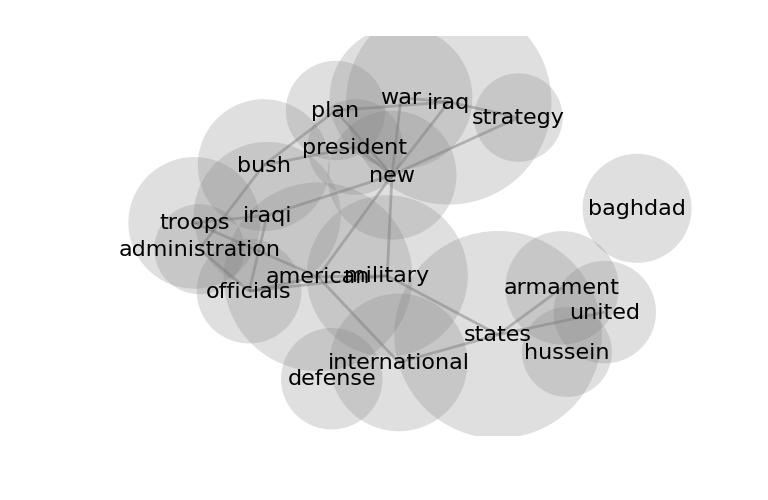 war
iraq
plan
strategy
president
bush
new
baghdad
iraqi
troops
administration
american
military
officials
armament
united
states
hussein
international
defense